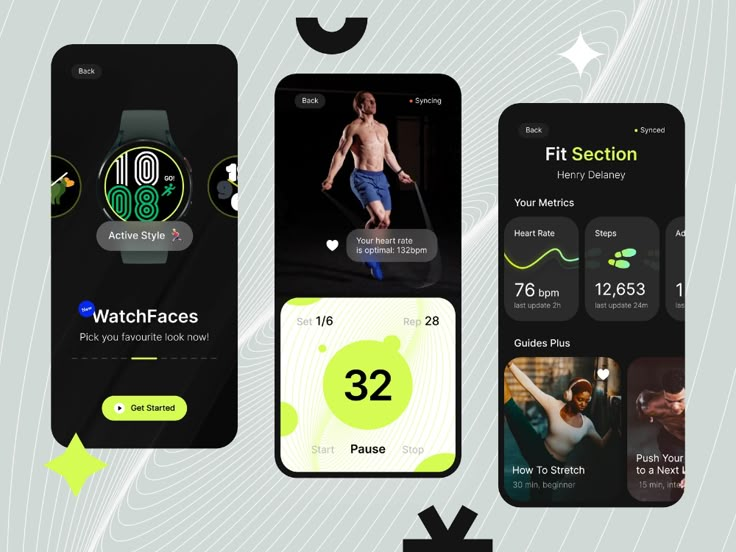 Back
10
08
GO!
Active Style
New
WatchFaces
Pick you favourite look now!
Get Started
Back
Syncing
Your heart rate
is optimal: 132bpm
Set 1/6
Rep 28
32
Start
Pause
Stop
Back
Synced
Fit Section
Henry Delaney
Your Metrics
Heart Rate
76 bpm
last update 2h
Steps
12,653
last update 24m
Ad
1
las
Guides Plus
How To Stretch
30 min, beginner
Push Your
to a Next L
15 min, inte